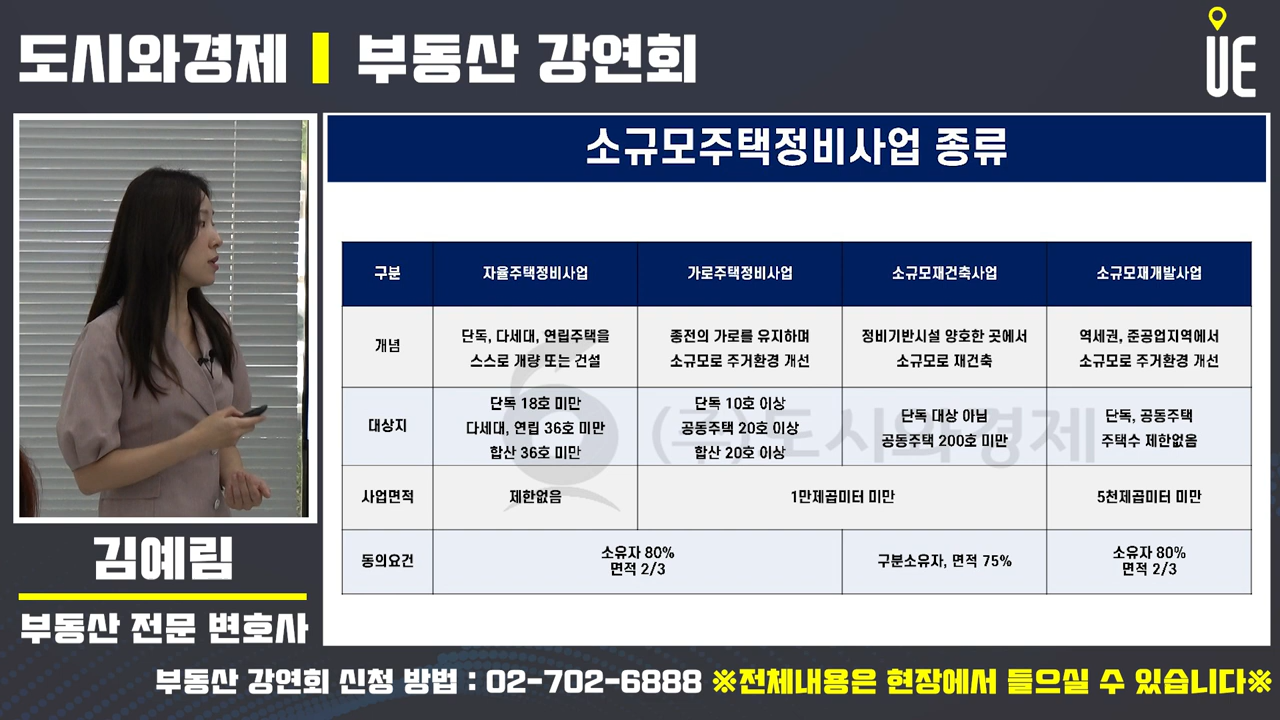 도시와경제 부동산 강연회
UE
소규모주택정비사업 종류
구분 자율주택정비사업 가로주택정비사업 소규모재건축사업 소규모재개발사업
개념
단독, 다세대, 연립주택을
스스로 개량 또는 건설
종전의 가로를 유지하며
소규모로 주거환경 개선
정비기반시설 양호한 곳에서
소규모로 재건축
역세권, 준공업지역에서
소규모로 주거환경 개선
대상지
단독 18호 미만
다세대, 연립 36호 미만
합산 36호 미만
단독 10호 이상
공동주택 20호 이상
합산 20호 이상
단독 대상 아님
공동주택 200호 미만
단독, 공동주택
주택수 제한없음
사업면적 제한없음 1만제곱미터 미만 5천제곱미터 미만
동의요건
소유자 80%
면적 2/3
구분소유자, 면적 75%
소유자 80%
면적 2/3
(주)도시와경제
김예림
부동산 전문 변호사
부동산 강연회 신청 방법 : 02-702-6888 ※전체내용은 현장에서 들으실 수 있습니다※